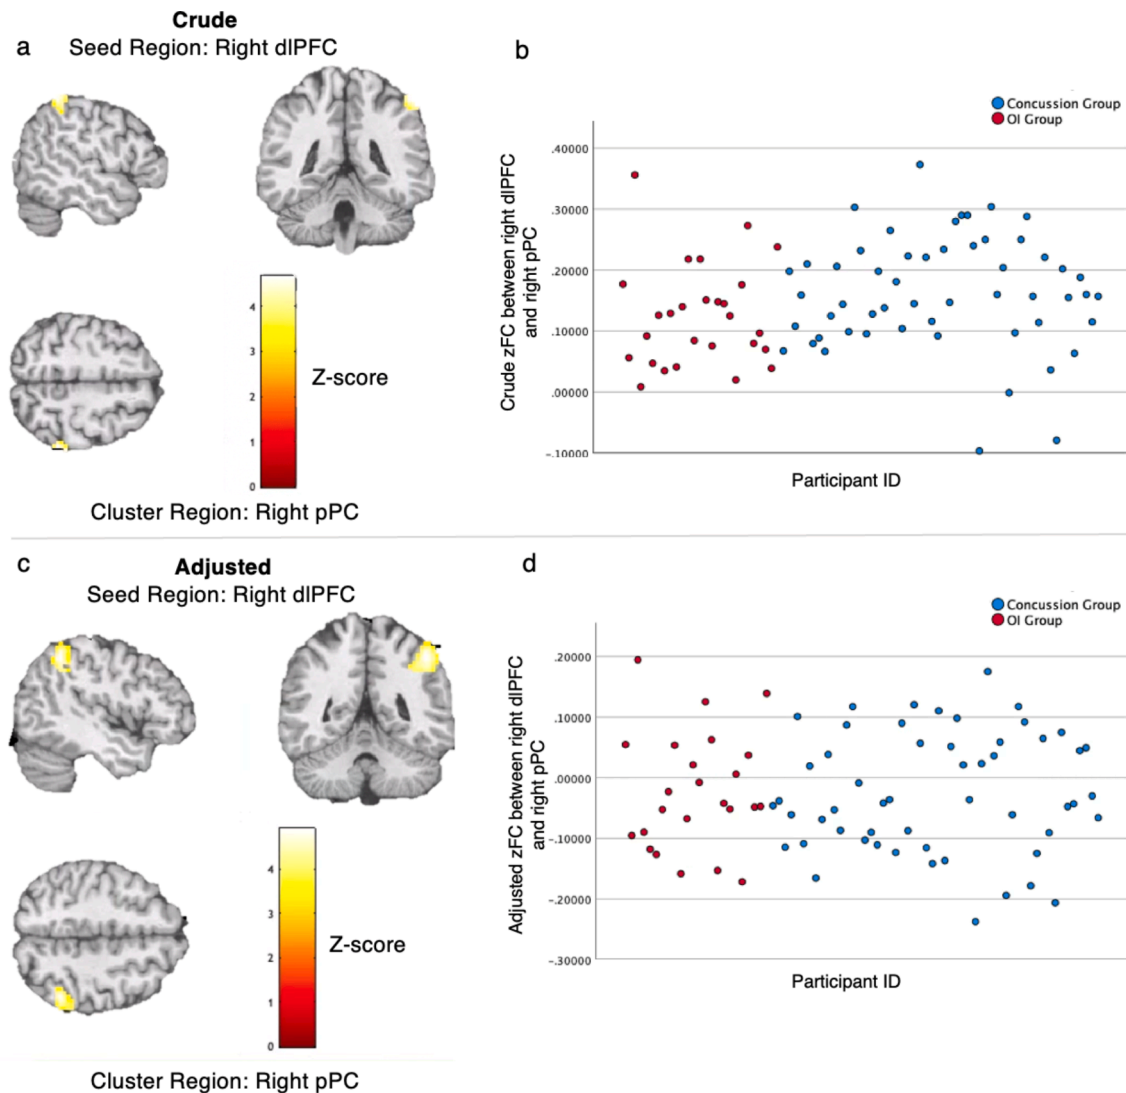 Crude
a
Seed Region: Right dlPFC
4
3
2
1
0
Z-score
Cluster Region: Right pPC
b
Concussion Group
OI Group
Crude zFC between right dlPFC
and right pPC
.40000
.30000
.20000
.10000
.00000
-.10000
Participant ID
c
Adjusted
Seed Region: Right dlPFC
4
3
2
1
0
Z-score
Cluster Region: Right pPC
d
Concussion Group
OI Group
Adjusted zFC between right dlPFC
and right pPC
.20000
.10000
.00000
-.10000
-.20000
-.30000
Participant ID